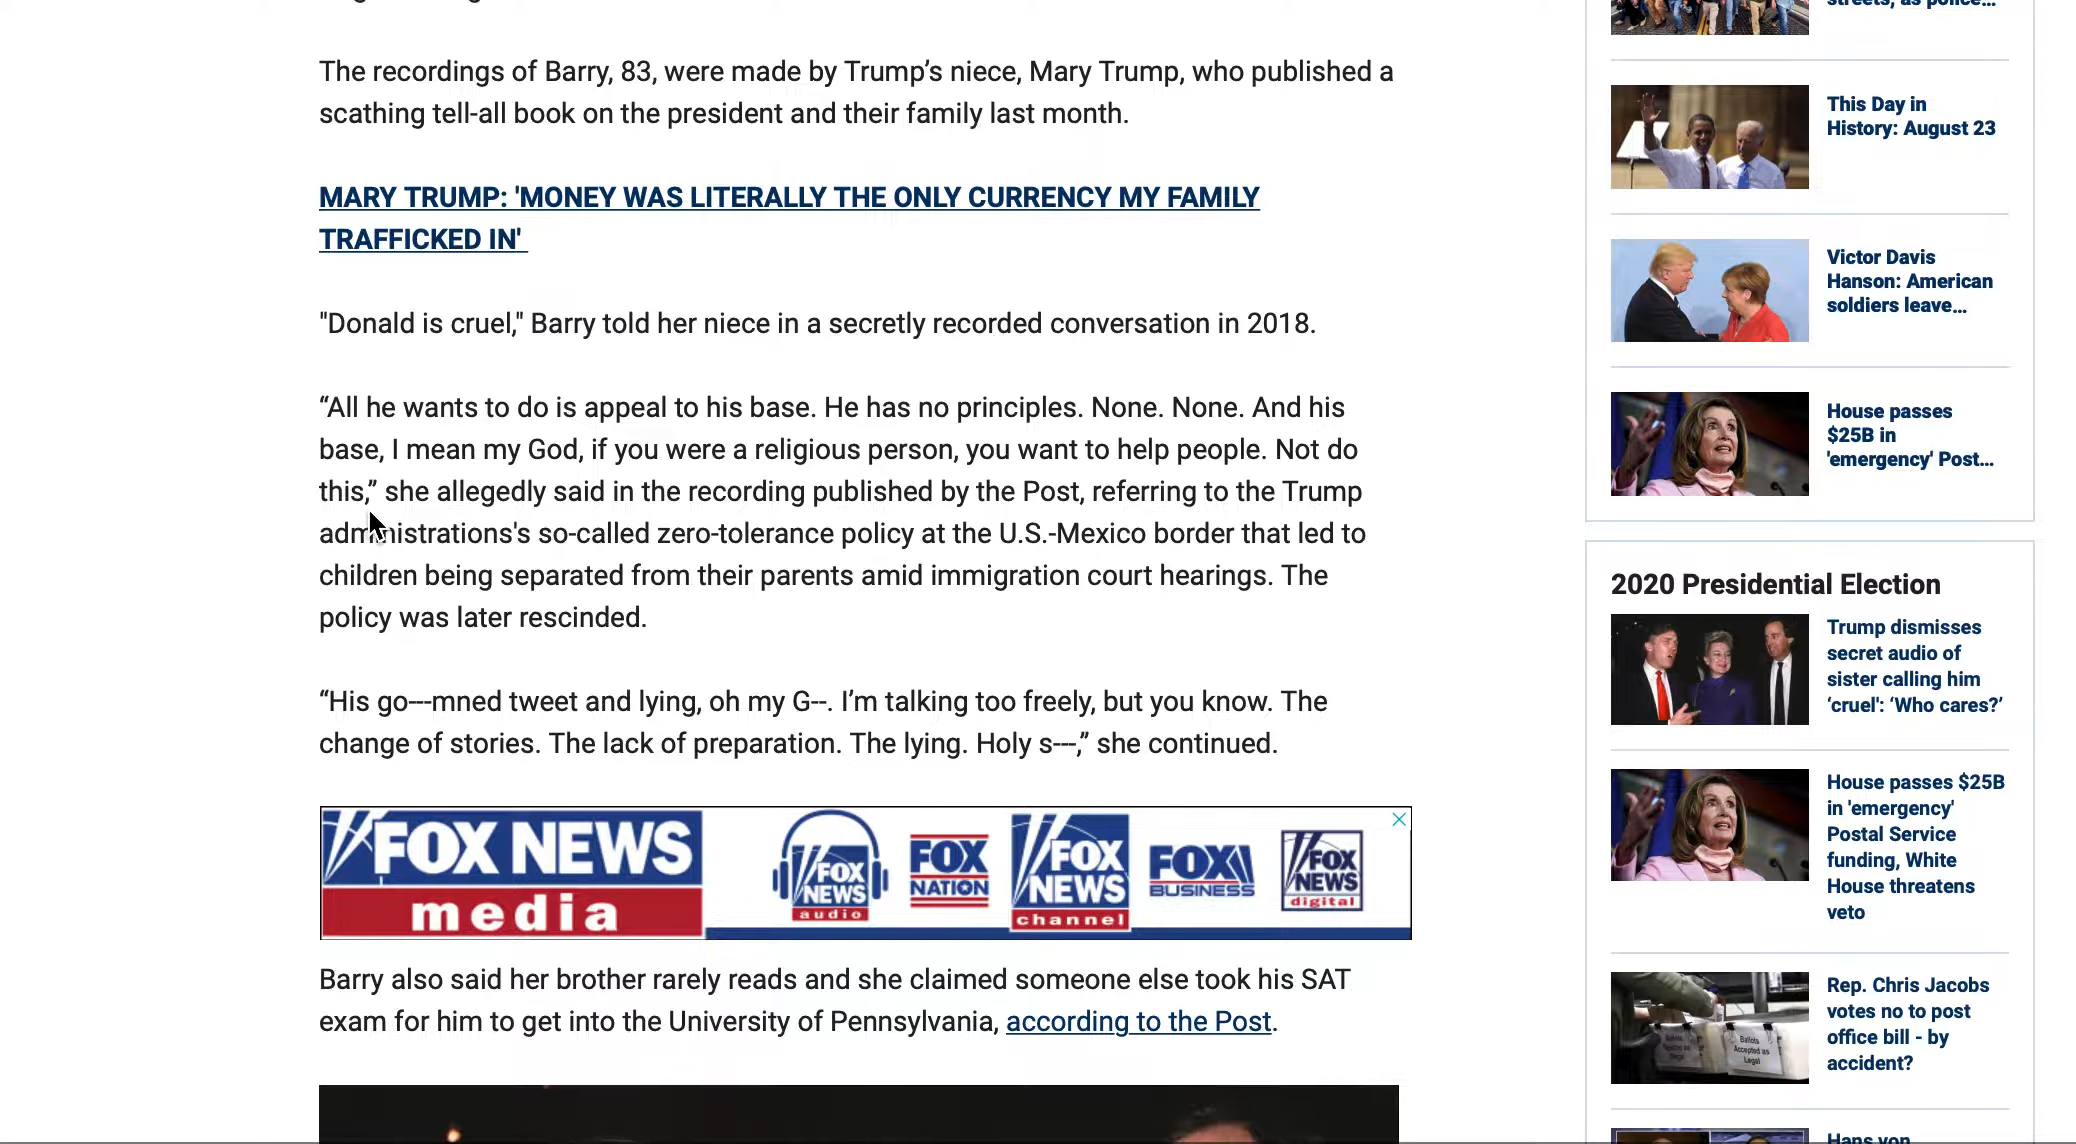 The recordings of Barry, 83, were made by Trump’s niece, Mary Trump, who published a
scathing tell-all book on the president and their family last month.
MARY TRUMP: 'MONEY WAS LITERALLY THE ONLY CURRENCY MY FAMILY
TRAFFICKED IN'
"Donald is cruel," Barry told her niece in a secretly recorded conversation in 2018.
“All he wants to do is appeal to his base. He has no principles. None. None. And his
base, I mean my God, if you were a religious person, you want to help people. Not do
this,” she allegedly said in the recording published by the Post, referring to the Trump
administrations's so-called zero-tolerance policy at the U.S.-Mexico border that led to
children being separated from their parents amid immigration court hearings. The
policy was later rescinded.
“His go---mned tweet and lying, oh my G--. I’m talking too freely, but you know. The
change of stories. The lack of preparation. The lying. Holy s---,” she continued.
FOX NEWS
media
FOX
NEWS
audio
FOX
NATION
FOX
NEWS
channel
FOX
BUSINESS
FOX
NEWS
digital
Barry also said her brother rarely reads and she claimed someone else took his SAT
exam for him to get into the University of Pennsylvania, according to the Post.
streets, as police...
This Day in
History: August 23
Victor Davis
Hanson: American
soldiers leave...
House passes
$25B in
'emergency' Post...
2020 Presidential Election
Trump dismisses
secret audio of
sister calling him
‘cruel': ‘Who cares?’
House passes $25B
in 'emergency'
Postal Service
funding, White
House threatens
veto
Rep. Chris Jacobs
votes no to post
office bill - by
accident?
Ballots
Accepted as
Legal
Hans von